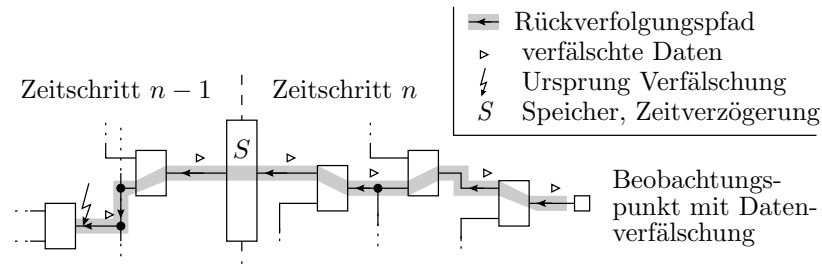 Rückverfolgungspfad
verfälschte Daten
Ursprung Verfälschung
S Speicher, Zeitverzögerung
Zeitschritt n − 1
Zeitschritt n
S
Beobachtungs-
punkt mit Daten-
verfälschung